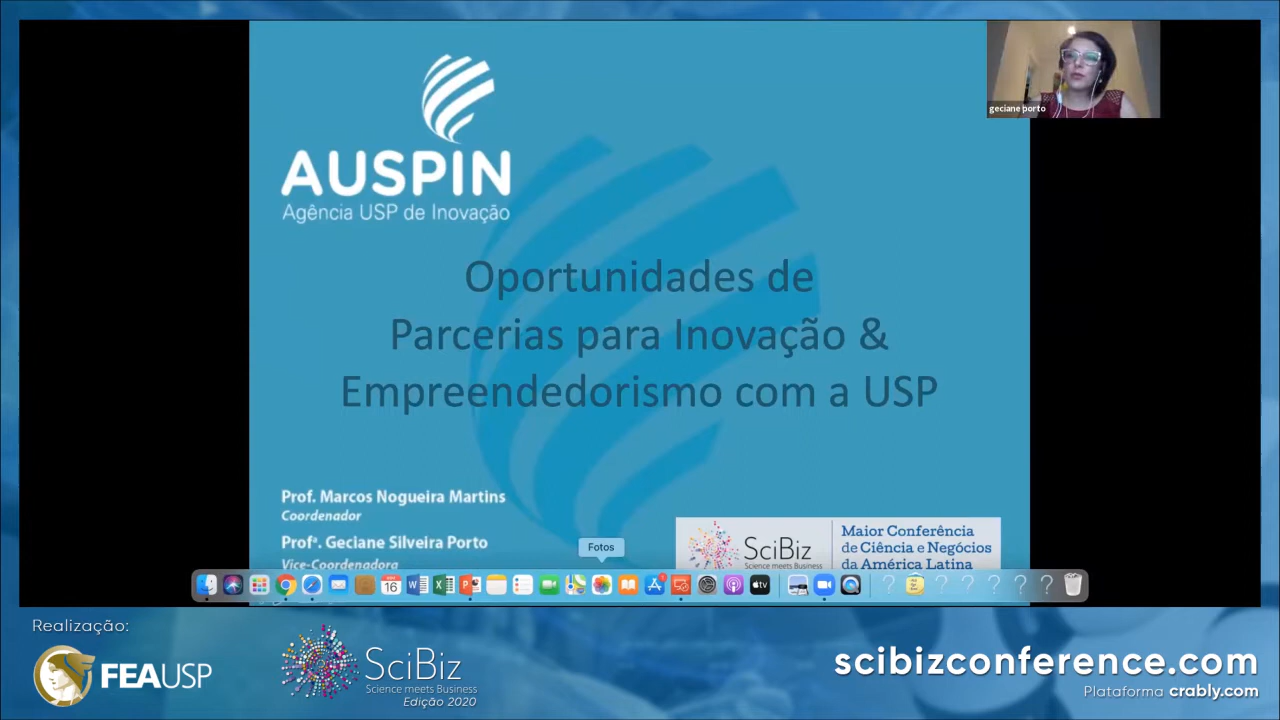 AUSPIN
Agência USP de Inovação
geciane porto
Oportunidades de
Parcerias para Inovação &
Empreendedorismo com a USP
Prof. Marcos Nogueira Martins
Coordenador
Profª. Geciane Silveira Porto
Vice-Coordenadora
SciBiz
Science meets Business
Maior Conferência
de Ciência e Negócios
da América Latina
Fotos
16
Realização:
FEAUSP
SciBiz
Science meets Business
Edição 2020
scibizconference.com
Plataforma crably.com